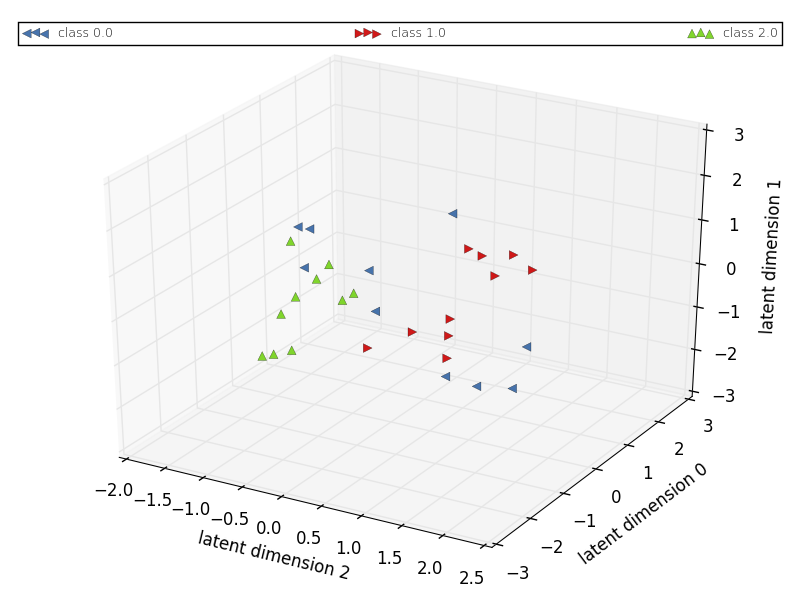 class 0.0 class 1.0 class 2.0
3
2
1
0
−1
−2
−3
latent dimension 1
−2.0 −1.5 −1.0 −0.5 0.0 0.5 1.0 1.5 2.0 2.5
latent dimension 2
3
2
1
0
−1
−2
−3
latent dimension 0